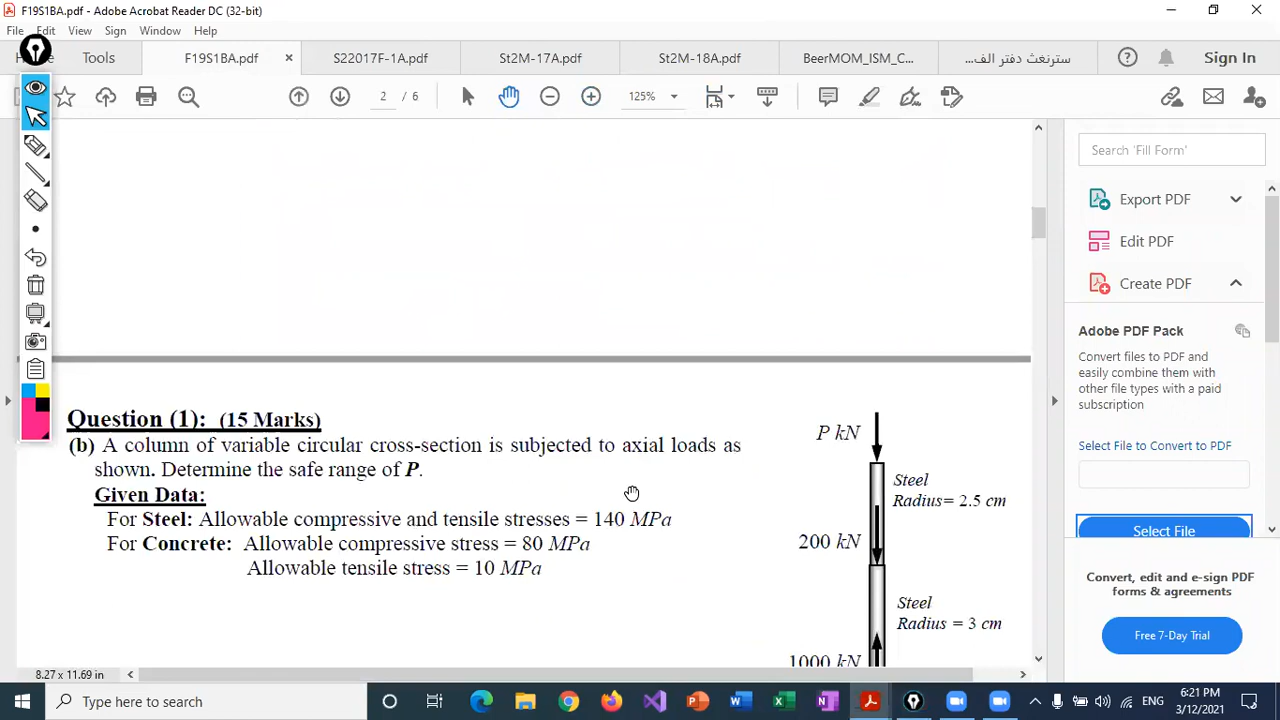 F19S1BA.pdf - Adobe Acrobat Reader DC (32-bit)
File Edit View Sign Window Help
Tools F19S1BA.pdf S22017F-1A.pdf St2M-17A.pdf St2M-18A.pdf BeerMOM_ISM_C... سترنغث دفتر الف... Sign In
2 / 6 125%
Search 'Fill Form'
Export PDF
Edit PDF
Create PDF
Adobe PDF Pack
Convert files to PDF and
easily combine them with
other file types with a paid
subscription
Select File to Convert to PDF
Select File
Convert, edit and e-sign PDF
forms & agreements
Free 7-Day Trial
Question (1): (15 Marks)
(b) A column of variable circular cross-section is subjected to axial loads as
shown. Determine the safe range of P.
Given Data:
For Steel: Allowable compressive and tensile stresses = 140 MPa
For Concrete: Allowable compressive stress = 80 MPa
Allowable tensile stress = 10 MPa
P kN
Steel
Radius= 2.5 cm
200 kN
Steel
Radius = 3 cm
1000 kN
8.27 x 11.69 in
Type here to search
ENG
6:21 PM
3/12/2021